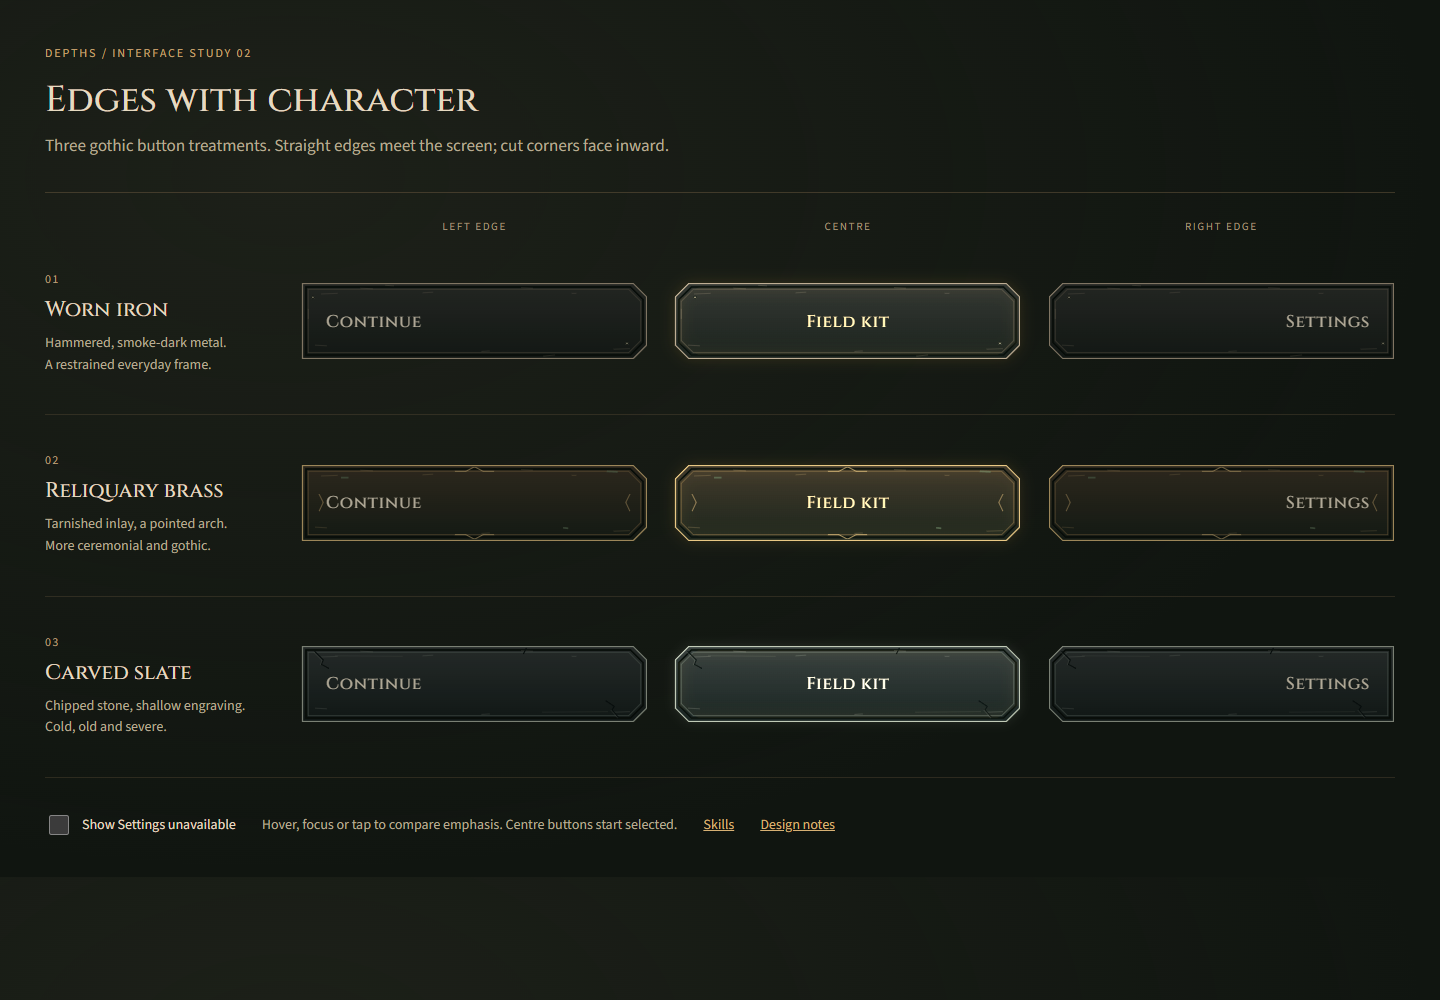 DEPTHS / INTERFACE STUDY 02
Edges with character
Three gothic button treatments. Straight edges meet the screen; cut corners face inward.
LEFT EDGE
CENTRE
RIGHT EDGE
01
Worn iron
Hammered, smoke-dark metal.
A restrained everyday frame.
Continue
Field kit
Settings
02
Reliquary brass
Tarnished inlay, a pointed arch.
More ceremonial and gothic.
Continue
Field kit
Settings
03
Carved slate
Chipped stone, shallow engraving.
Cold, old and severe.
Continue
Field kit
Settings
Show Settings unavailable
Hover, focus or tap to compare emphasis. Centre buttons start selected.
Skills
Design notes